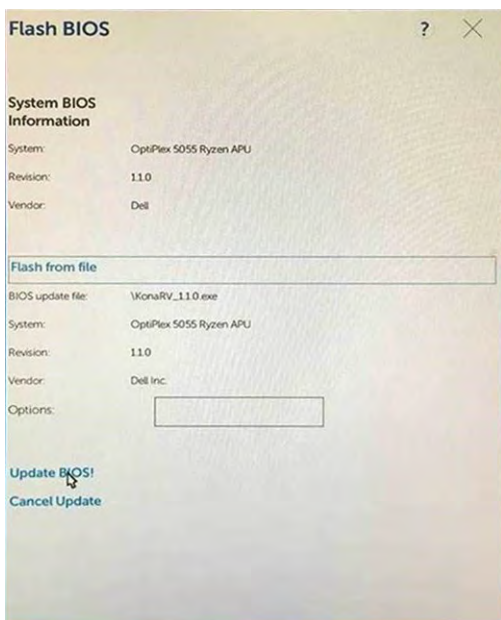 Flash BIOS
?
System BIOS
Information
System: OptiPlex 5055 Ryzen APU
Revision: 1.1.0
Vendor: Dell
Flash from file
BIOS update file: \KonaRV_1.1.0.exe
System: OptiPlex 5055 Ryzen APU
Revision: 1.1.0
Vendor: Dell Inc.
Options:
Update BIOS!
Cancel Update